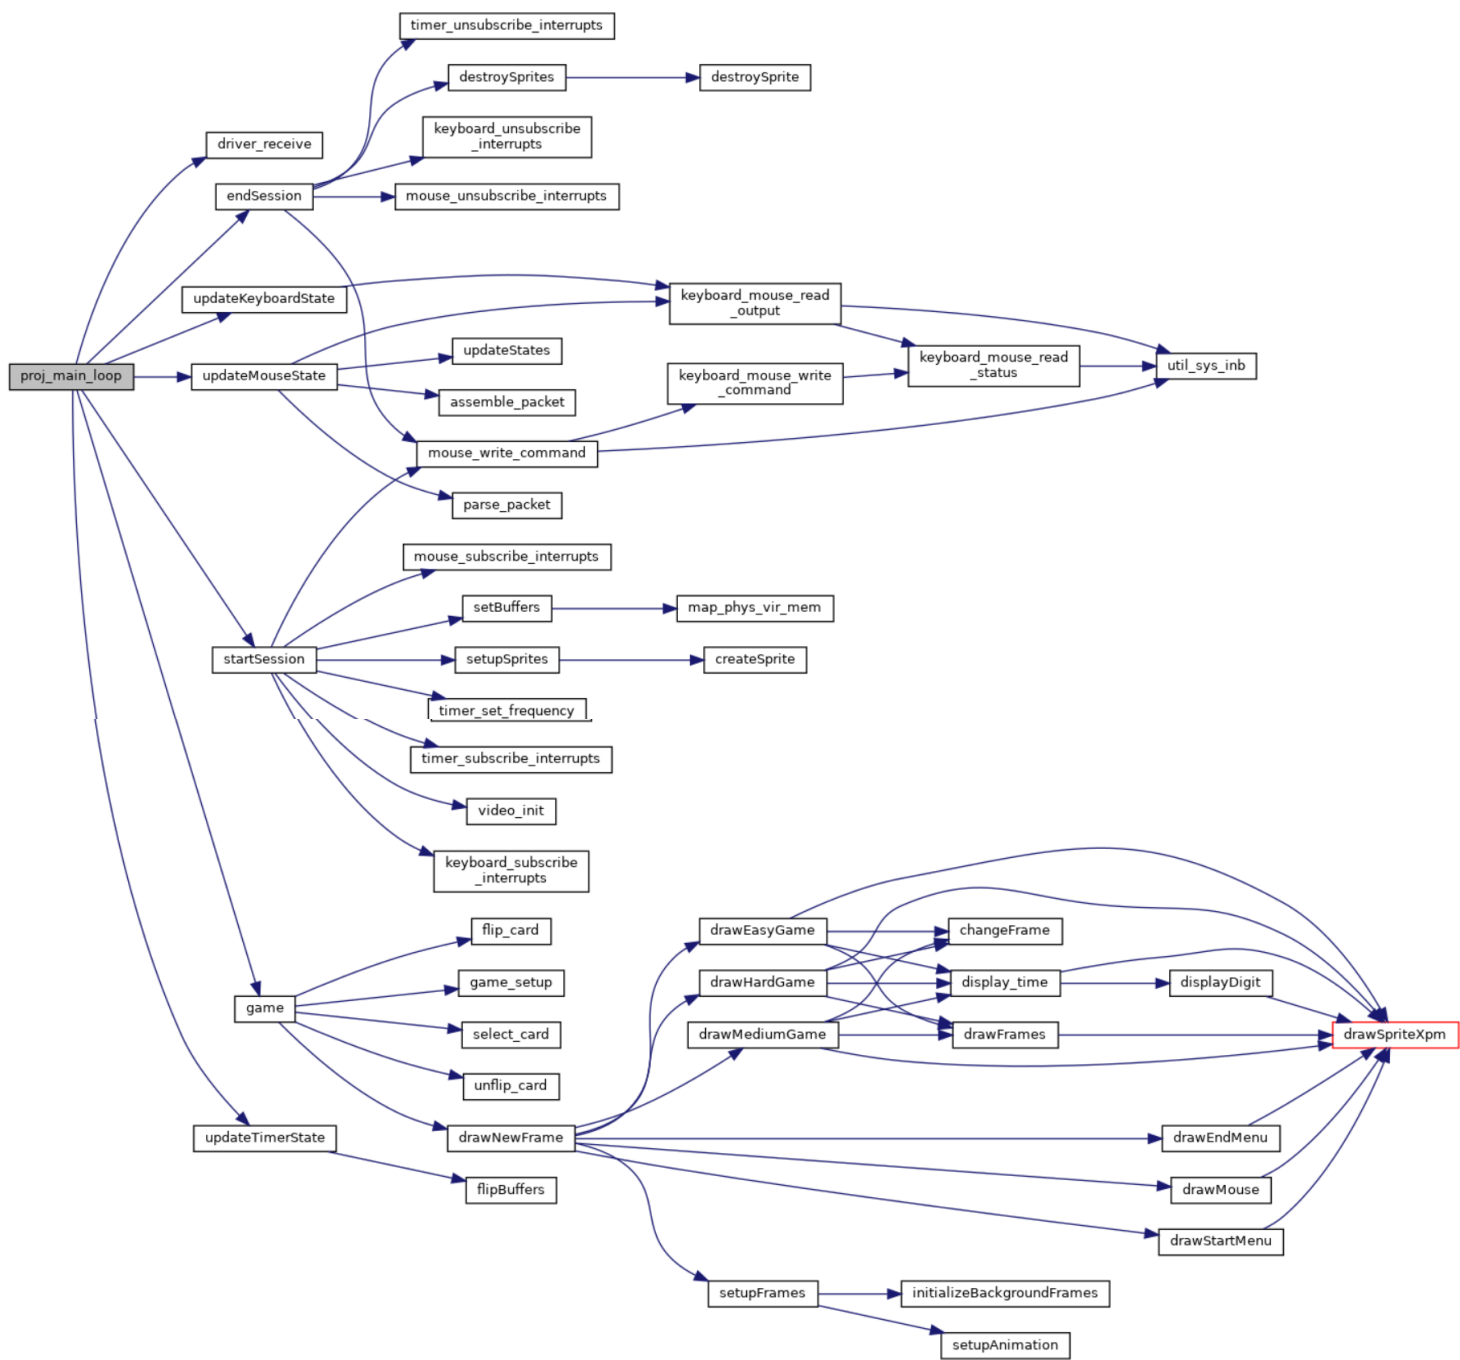 timer_unsubscribe_interrupts
destroySprites
destroySprite
keyboard_unsubscribe
_interrupts
driver_receive
endSession
mouse_unsubscribe_interrupts
updateKeyboardState
keyboard_mouse_read
_output
updateStates
keyboard_mouse_read
_status
util_sys_inb
proj_main_loop
updateMouseState
keyboard_mouse_write
_command
assemble_packet
mouse_write_command
parse_packet
mouse_subscribe_interrupts
setBuffers
map_phys_vir_mem
startSession
setupSprites
createSprite
timer_set_frequency
timer_subscribe_interrupts
video_init
keyboard_subscribe
_interrupts
flip_card
drawEasyGame
changeFrame
game_setup
drawHardGame
display_time
displayDigit
game
select_card
drawMediumGame
drawFrames
drawSpriteXpm
unflip_card
updateTimerState
drawNewFrame
drawEndMenu
flipBuffers
drawMouse
drawStartMenu
setupFrames
initializeBackgroundFrames
setupAnimation